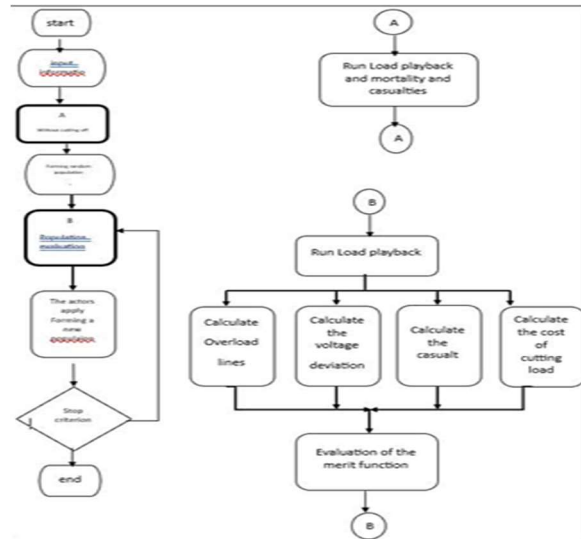 start
input
informatio
A
Without cutting off
Forming random
population
B
Population
evaluation
The actors
apply
Forming a
new
population
Stop
criterion
end
A
Run Load playback
and mortality and
casualties
A
B
Run Load playback
Calculate
Overload
lines
Calculate
the
voltage
deviation
Calculate
the
casualt
Calculate
the cost
of
cutting
load
Evaluation of the
merit function
B